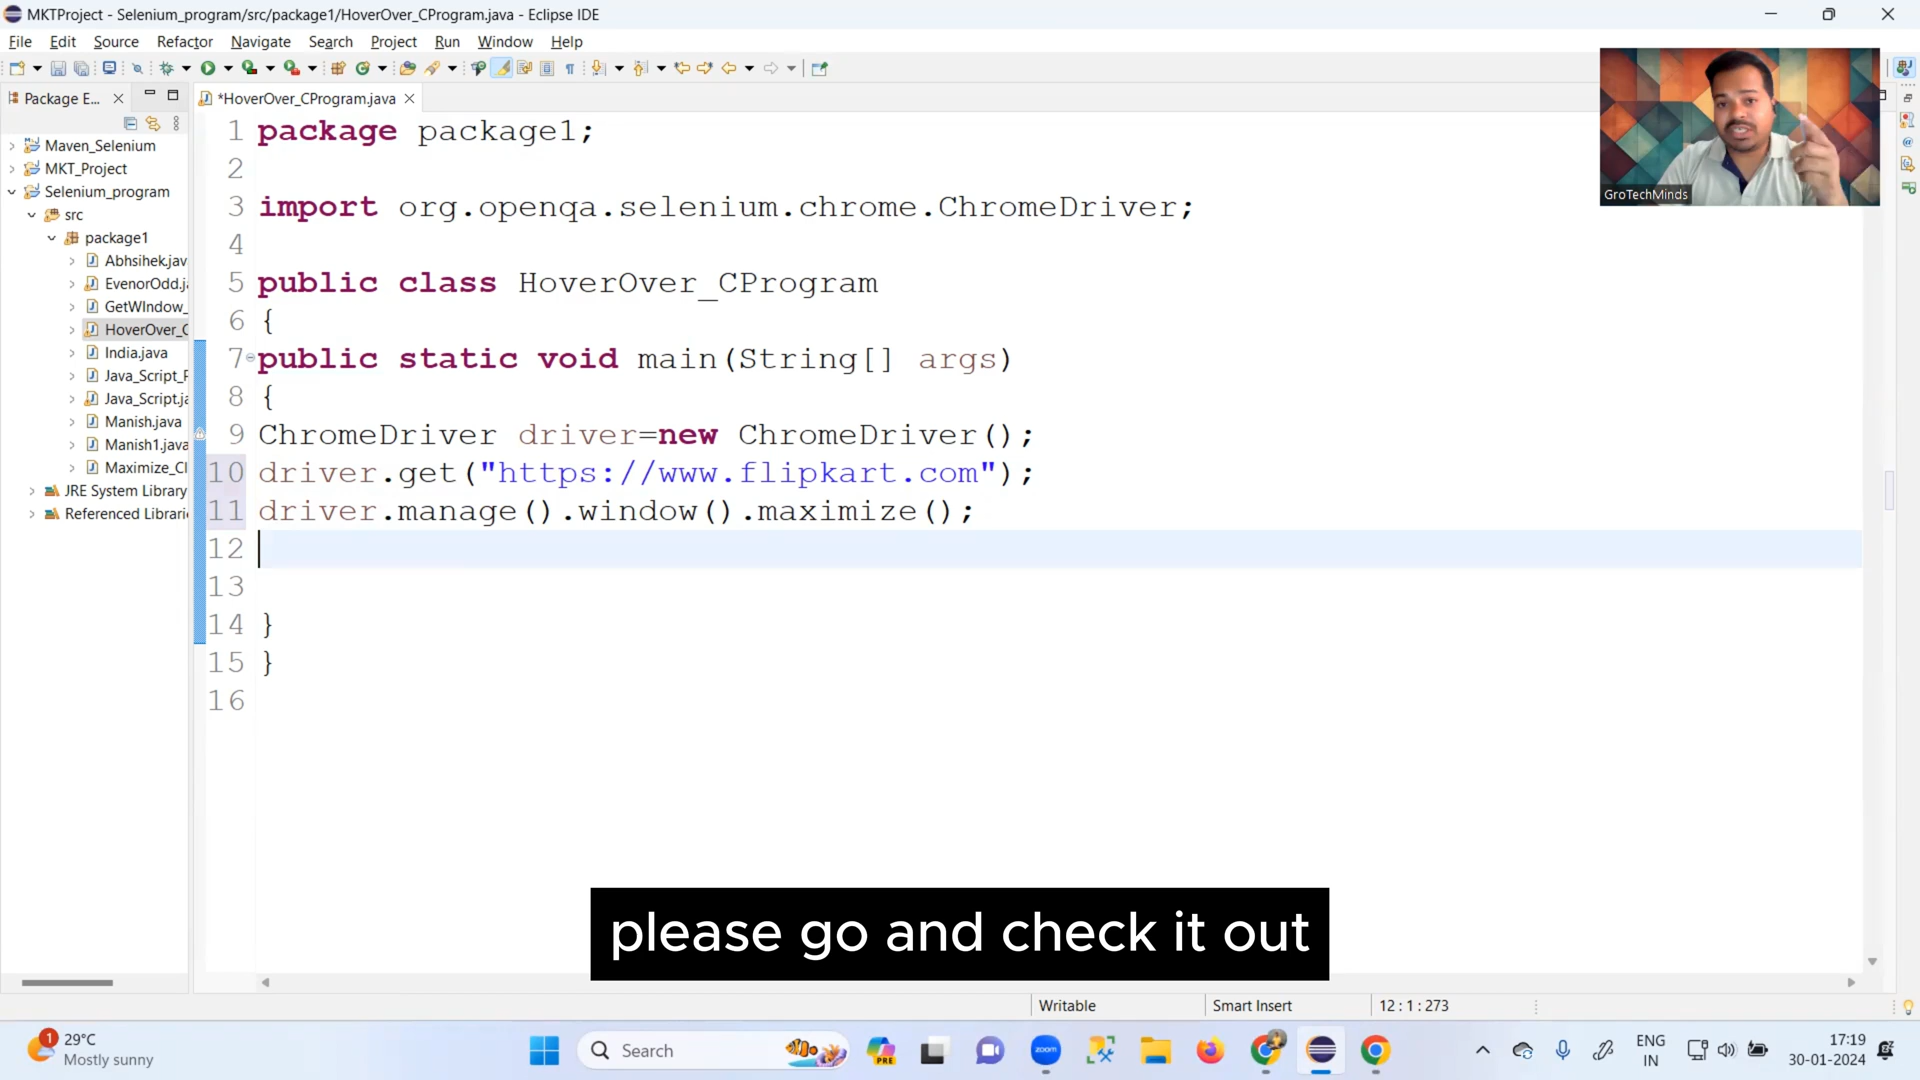 MKTProject - Selenium_program/src/package1/HoverOver_CProgram.java - Eclipse IDE
File Edit Source Refactor Navigate Search Project Run Window Help
Package E...
*HoverOver_CProgram.java
Maven_Selenium
MKT_Project
Selenium_program
src
package1
Abhsihek.jav
EvenorOdd.ja
GetWIndow_
HoverOver_C
India.java
Java_Script_P
Java_Script.ja
Manish.java
Manish1.java
Maximize_Cl
JRE System Library
Referenced Librari
1 package package1;
2
3 import org.openqa.selenium.chrome.ChromeDriver;
4
5 public class HoverOver_CProgram
6 {
7 public static void main(String[] args)
8 {
9 ChromeDriver driver=new ChromeDriver();
10 driver.get("https://www.flipkart.com");
11 driver.manage().window().maximize();
12
13
14 }
15 }
16
GroTechMinds
please go and check it out
Writable Smart Insert 12 : 1 : 273
1
29°C
Mostly sunny
Search
PRE
zoom
ENG
IN
17:19
30-01-2024